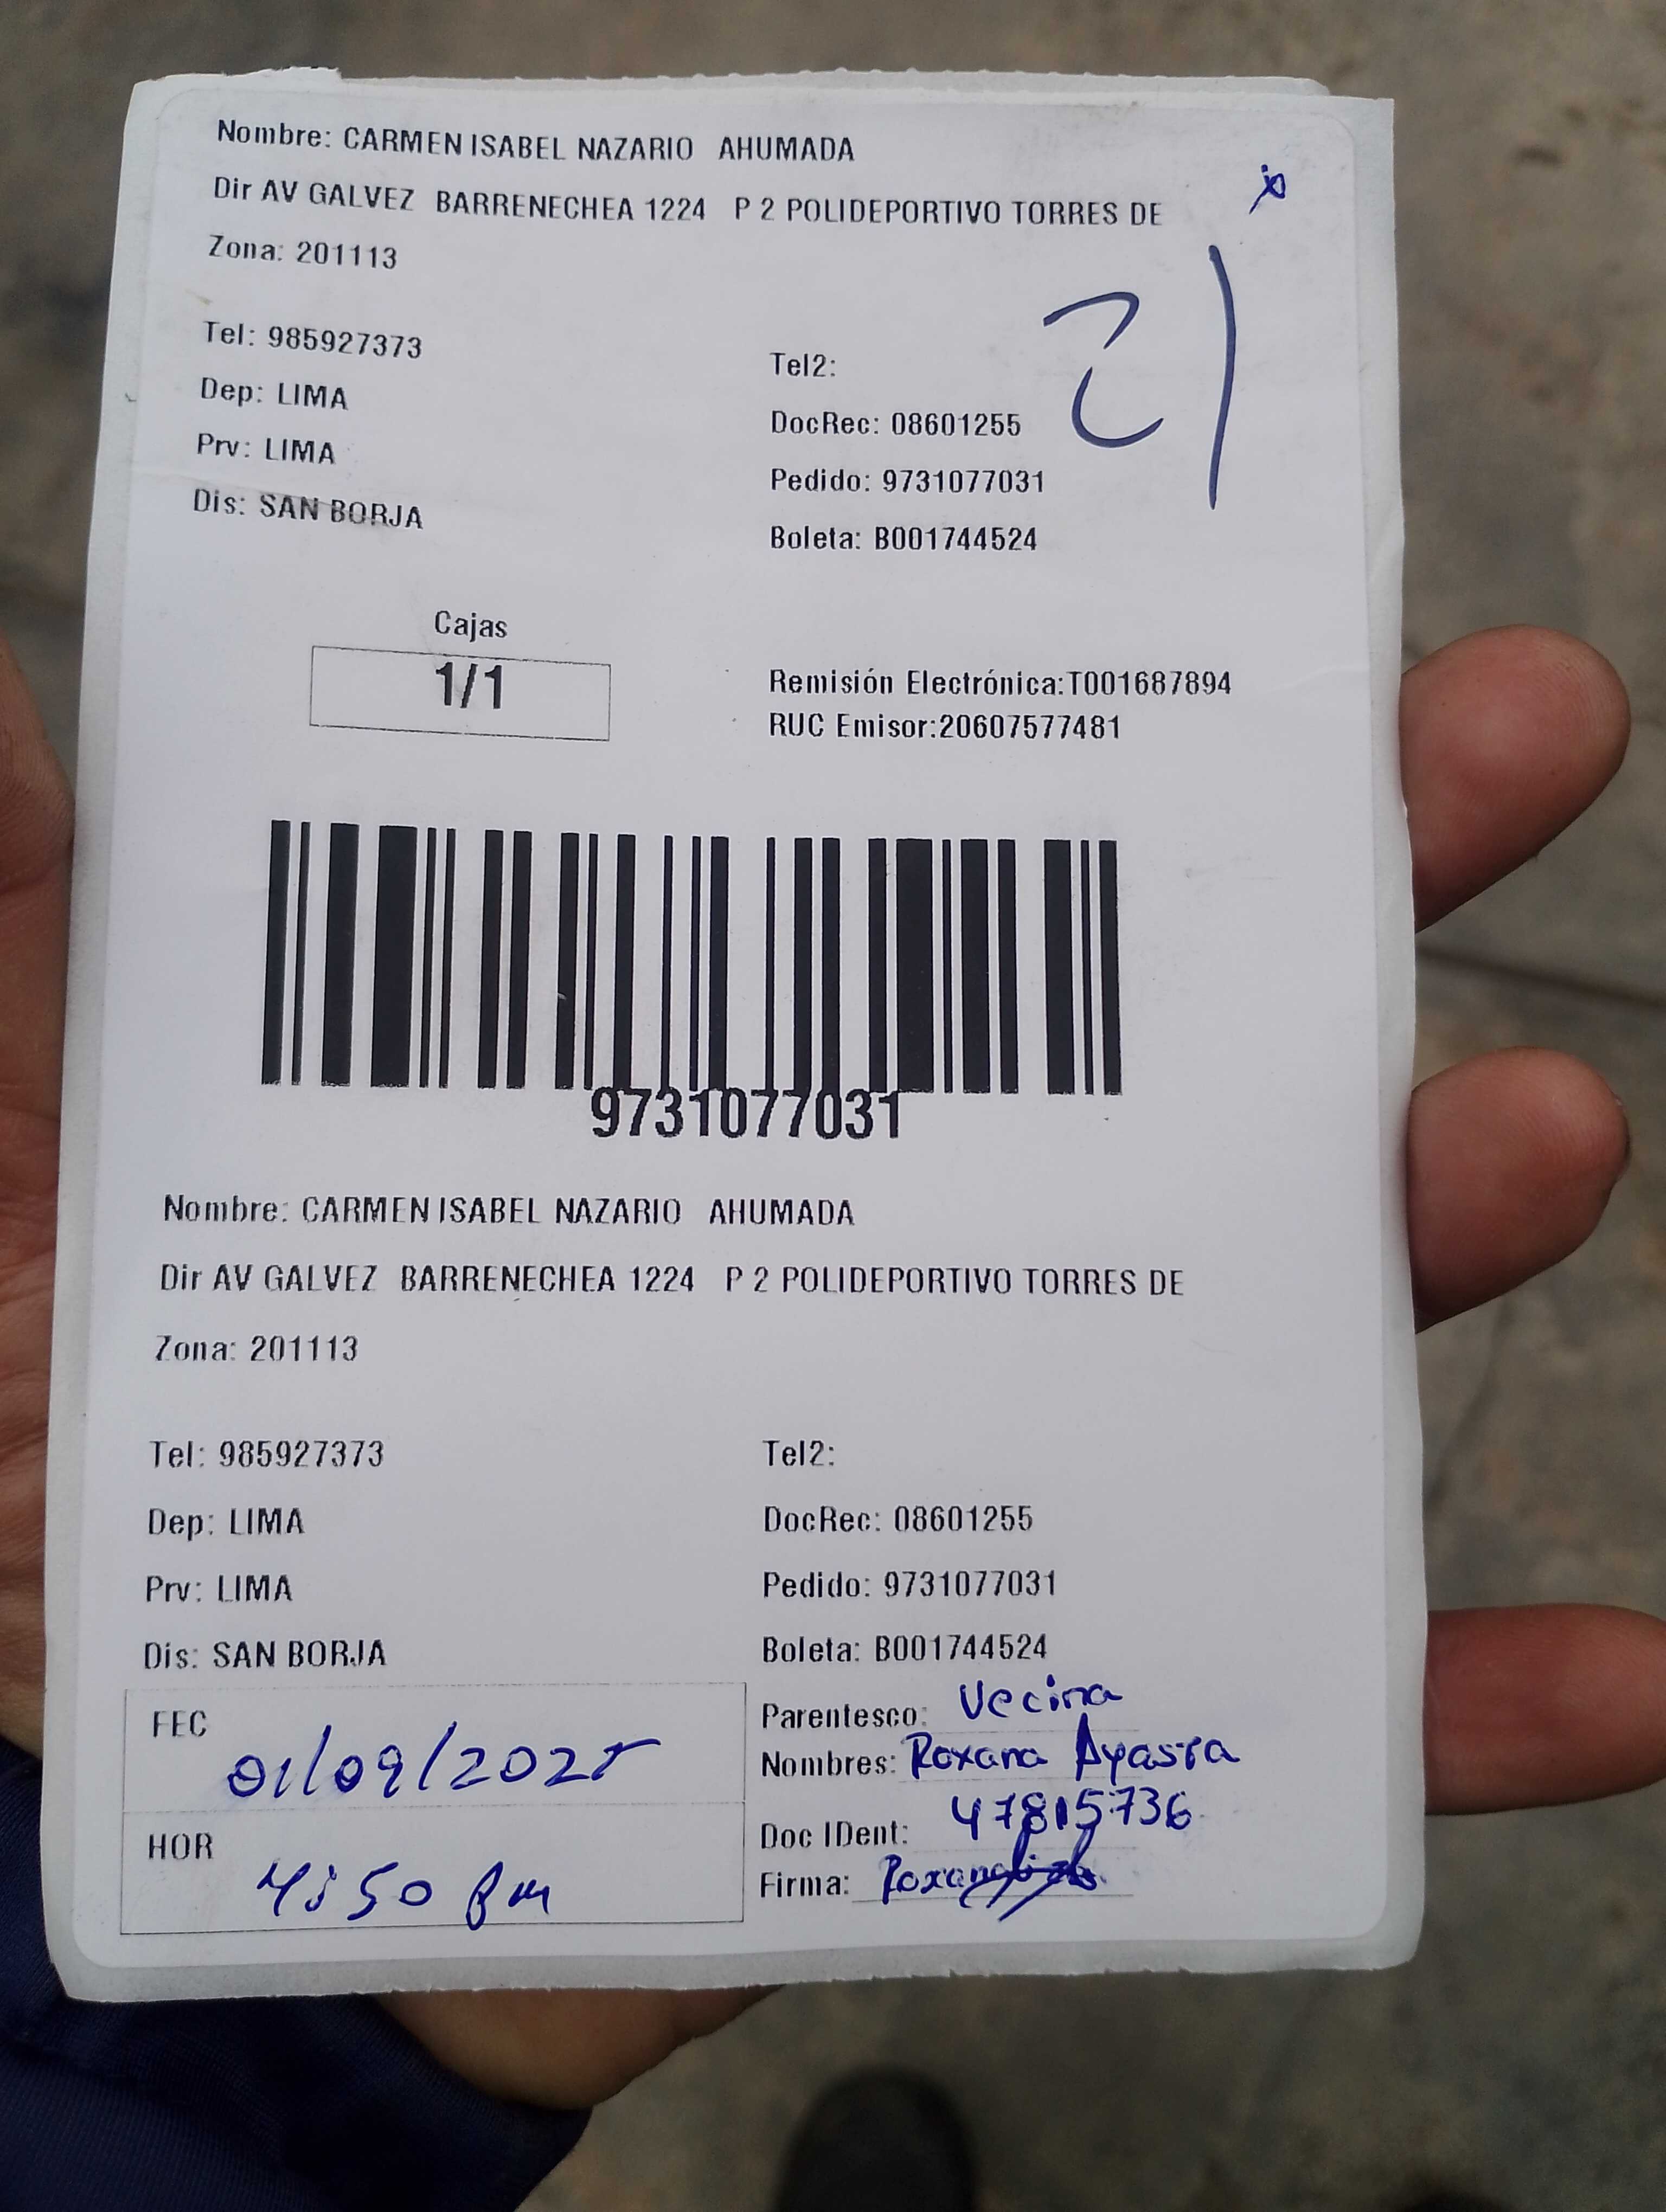 Nombre: CARMEN ISABEL NAZARIO AHUMADA
Dir AV GALVEZ BARRENECHEA 1224 P 2 POLIDEPORTIVO TORRES DE
Zona: 201113
21
Tel: 985927373
Tel2:
Dep: LIMA
DocRec: 08601255
Prv: LIMA
Pedido: 9731077031
Dis: SAN BORJA
Boleta: B001744524
Cajas
1/1
Remisión Electrónica:T001687894
RUC Emisor:20607577481
9731077031
Nombre: CARMEN ISABEL NAZARIO AHUMADA
Dir AV GALVEZ BARRENECHEA 1224 P 2 POLIDEPORTIVO TORRES DE
Zona: 201113
Tel: 985927373
Tel2:
Dep: LIMA
DocRec: 08601255
Prv: LIMA
Pedido: 9731077031
Dis: SAN BORJA
Boleta: B001744524
FEC 01/09/2025
HOR 4:50 pm
Parentesco: Vecina
Nombres: Roxana Ayasta
Doc IDent: 47815736
Firma: Roxana